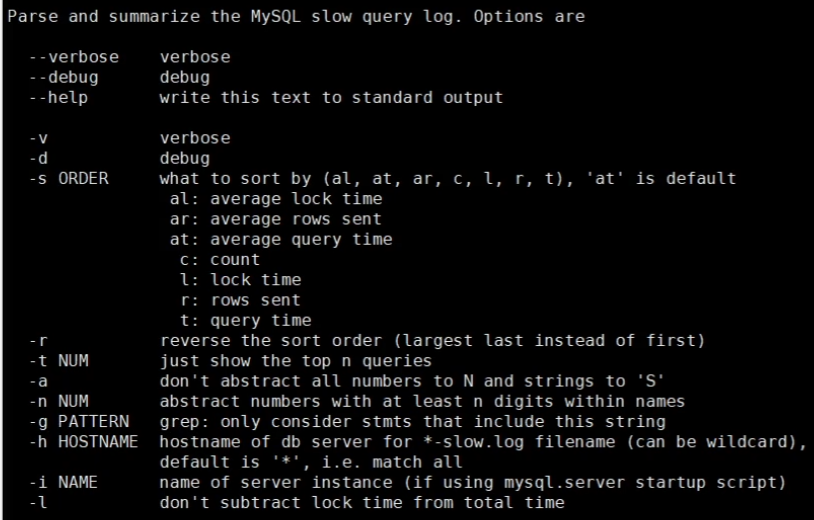 Parse and summarize the MySQL slow query log. Options are
--verbose    verbose
--debug      debug
--help       write this text to standard output
-v           verbose
-d           debug
-s ORDER     what to sort by (al, at, ar, c, l, r, t), 'at' is default
al: average lock time
ar: average rows sent
at: average query time
c: count
l: lock time
r: rows sent
t: query time
-r           reverse the sort order (largest last instead of first)
-t NUM       just show the top n queries
-a           don't abstract all numbers to N and strings to 'S'
-n NUM       abstract numbers with at least n digits within names
-g PATTERN   grep: only consider stmts that include this string
-h HOSTNAME  hostname of db server for *-slow.log filename (can be wildcard),
default is '*', i.e. match all
-i NAME      name of server instance (if using mysql.server startup script)
-l           don't subtract lock time from total time